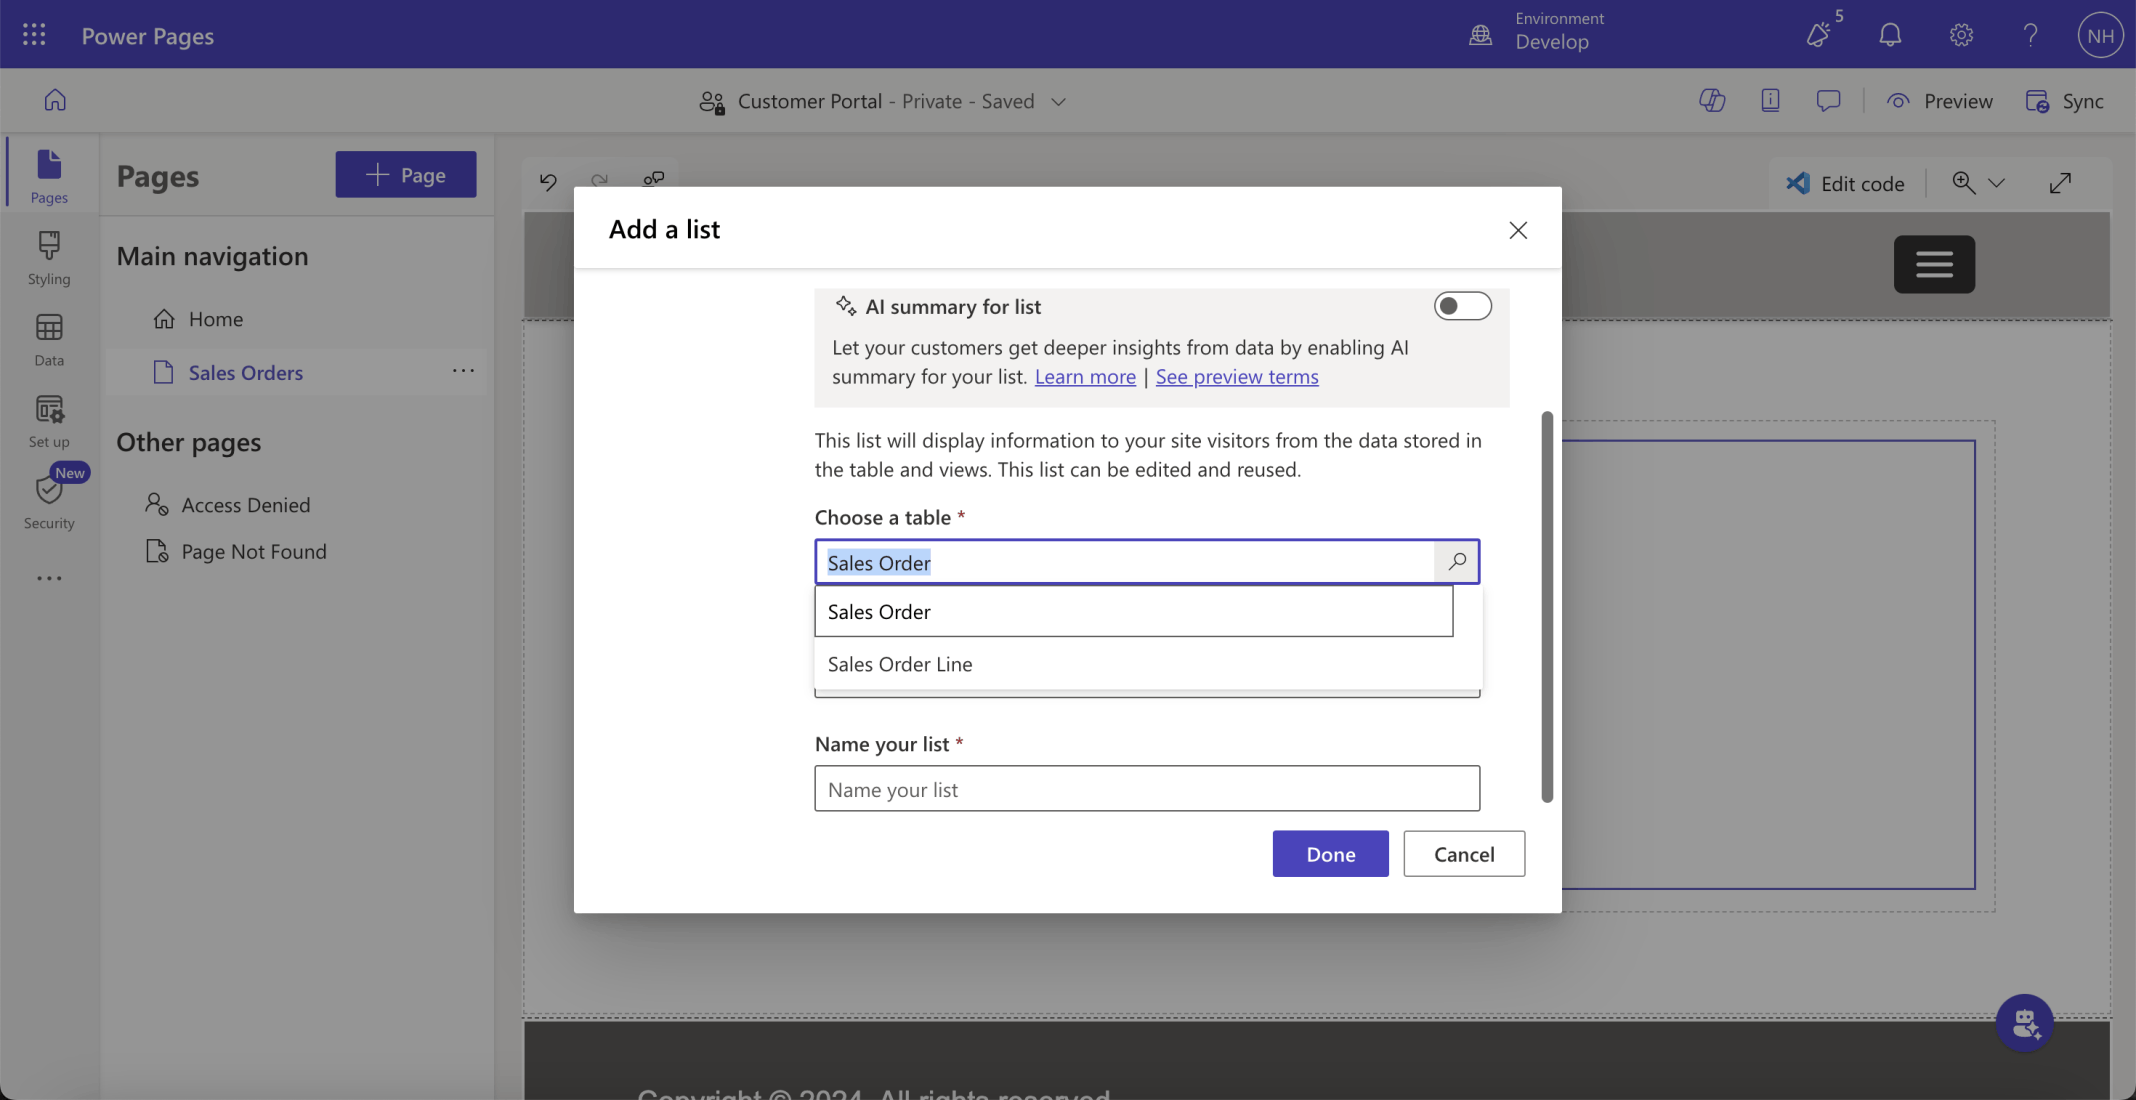 Power Pages
Environment
Develop
5
?
NH
Customer Portal - Private - Saved
Preview
Sync
Pages
Styling
Data
Set up
New
Security
Pages
Page
Main navigation
Home
Sales Orders
Other pages
Access Denied
Page Not Found
Edit code
Add a list
AI summary for list
Let your customers get deeper insights from data by enabling AI
summary for your list. Learn more | See preview terms
This list will display information to your site visitors from the data stored in
the table and views. This list can be edited and reused.
Choose a table *
Sales Order
Sales Order
Sales Order Line
Name your list *
Name your list
Done
Cancel
Copyright © 2024. All rights reserved.